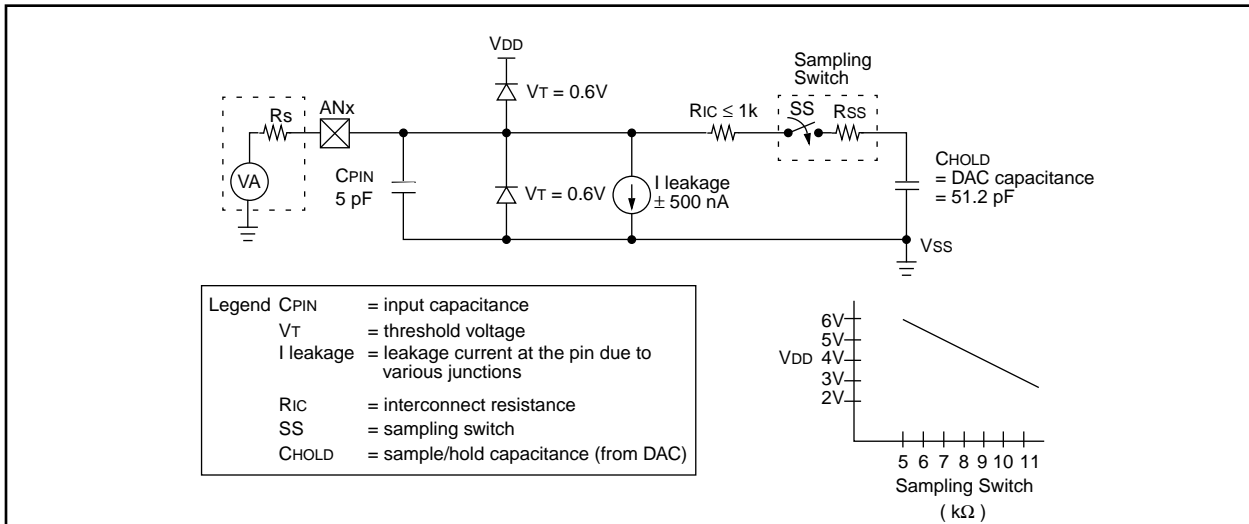 VDD
Sampling
Switch
VT = 0.6V
Rs
ANx
RIC ≤ 1k
SS
RSS
VA
CPIN
5 pF
VT = 0.6V
I leakage
± 500 nA
CHOLD
= DAC capacitance
= 51.2 pF
VSS
Legend CPIN = input capacitance
VT = threshold voltage
I leakage = leakage current at the pin due to
various junctions
RIC = interconnect resistance
SS = sampling switch
CHOLD = sample/hold capacitance (from DAC)
6V
5V
VDD 4V
3V
2V
5 6 7 8 9 10 11
Sampling Switch
( kΩ )